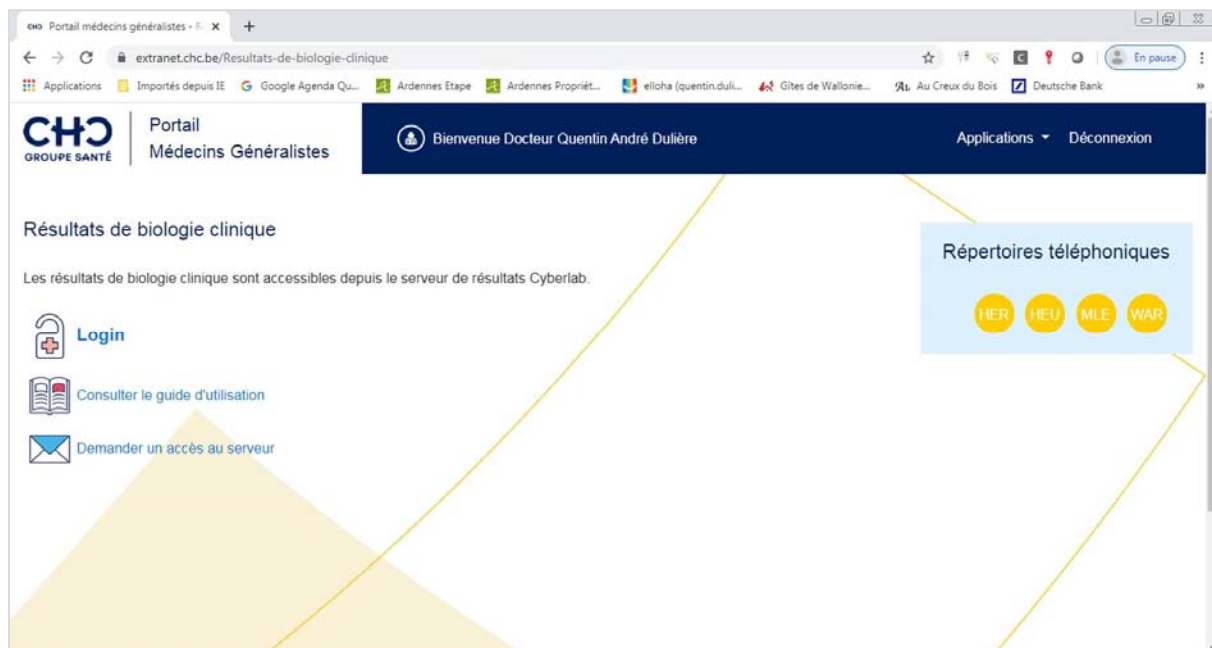 CHC Portail médecins généralistes - E
extranet.chc.be/Resultats-de-biologie-clinique
En pause
Applications
Importés depuis IE
Google Agenda Qu...
Ardennes Etape
Ardennes Propriét...
elloha (quentin.duli...
Gîtes de Wallonie...
Au Creux du Bois
Deutsche Bank
CHC
GROUPE SANTÉ
Portail
Médecins Généralistes
Bienvenue Docteur Quentin André Dulière
Applications
Déconnexion
Résultats de biologie clinique
Les résultats de biologie clinique sont accessibles depuis le serveur de résultats Cyberlab.
Login
Consulter le guide d'utilisation
Demander un accès au serveur
Répertoires téléphoniques
HER HEU MLE WAR